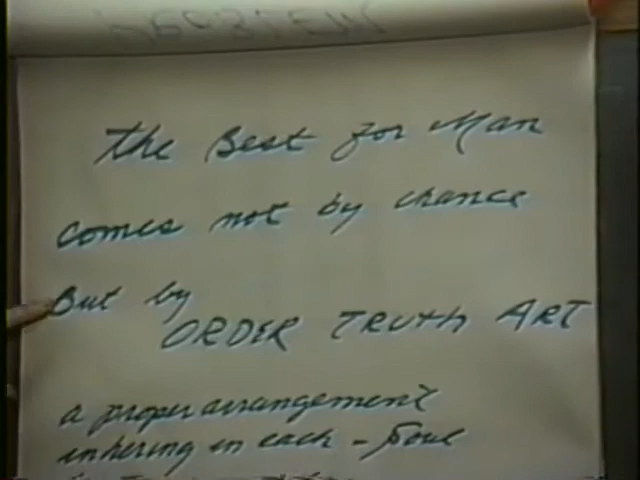 the Best for Man
comes not by chance
But by
ORDER TRUTH ART
a proper arrangement
inhering in each - Soul